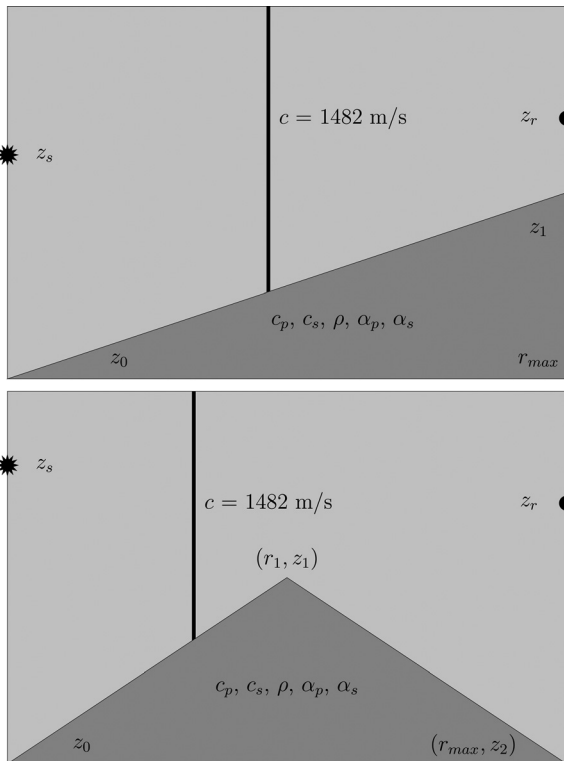 c = 1482 m/s
z_r
z_s
z_1
c_p, c_s, ρ, α_p, α_s
z_0
r_max
z_s
c = 1482 m/s
z_r
(r_1, z_1)
c_p, c_s, ρ, α_p, α_s
z_0
(r_max, z_2)